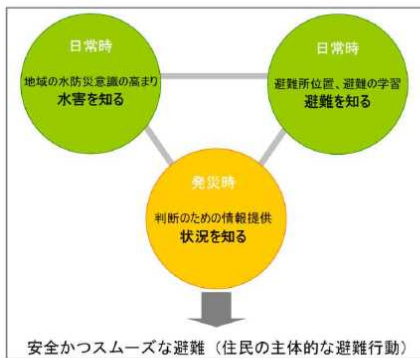 日常時
地域の水防災意識の高まり
水害を知る
日常時
避難所位置、避難の学習
避難を知る
発災時
判断のための情報提供
状況を知る
安全かつスムーズな避難（住民の主体的な避難行動）